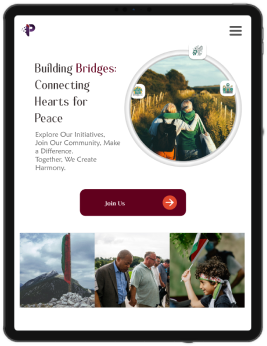 P
Building Bridges:
Connecting
Hearts for
Peace
Explore Our Initiatives,
Join Our Community, Make
a Difference.
Together, We Create
Harmony.
Join Us